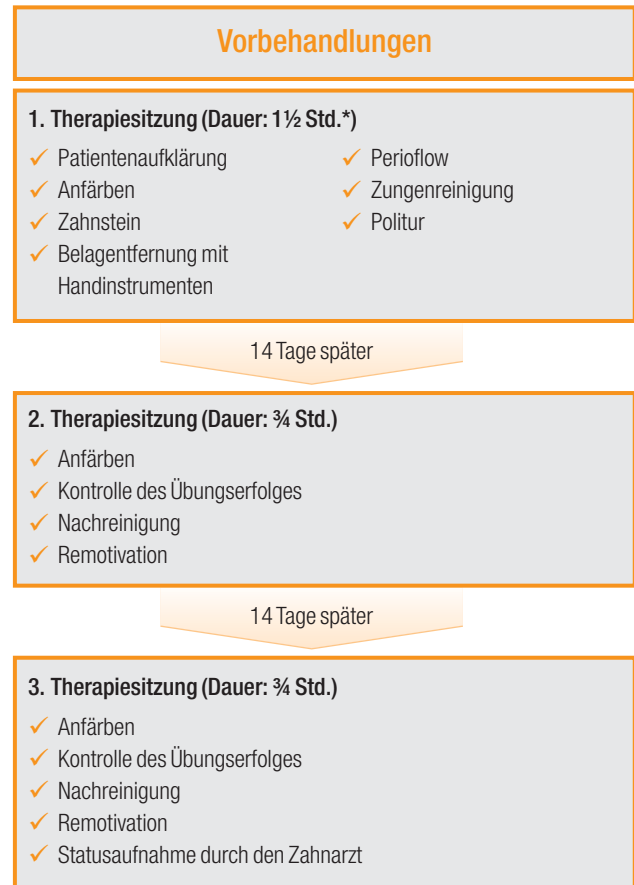 Vorbehandlungen
1. Therapiesitzung (Dauer: 1½ Std.*)
✓ Patientenaufklärung
✓ Anfärben
✓ Zahnstein
✓ Belagentfernung mit
Handinstrumenten
✓ Perioflow
✓ Zungenreinigung
✓ Politur
14 Tage später
2. Therapiesitzung (Dauer: ¾ Std.)
✓ Anfärben
✓ Kontrolle des Übungserfolges
✓ Nachreinigung
✓ Remotivation
14 Tage später
3. Therapiesitzung (Dauer: ¾ Std.)
✓ Anfärben
✓ Kontrolle des Übungserfolges
✓ Nachreinigung
✓ Remotivation
✓ Statusaufnahme durch den Zahnarzt